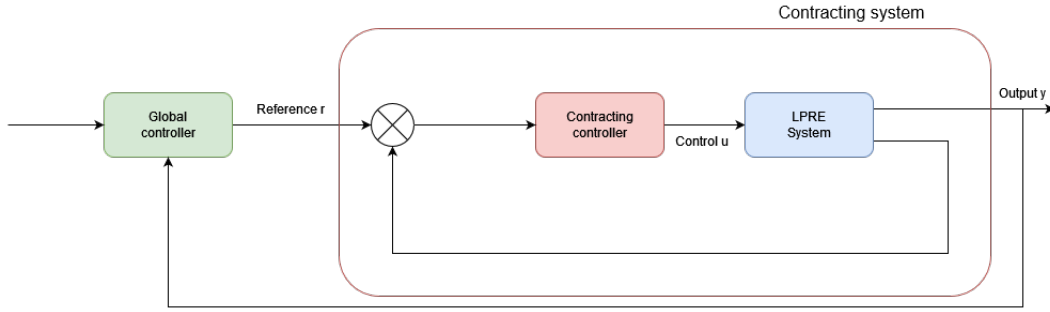 Contracting system
Global
controller
Reference r
Contracting
controller
Control u
LPRE
System
Output y